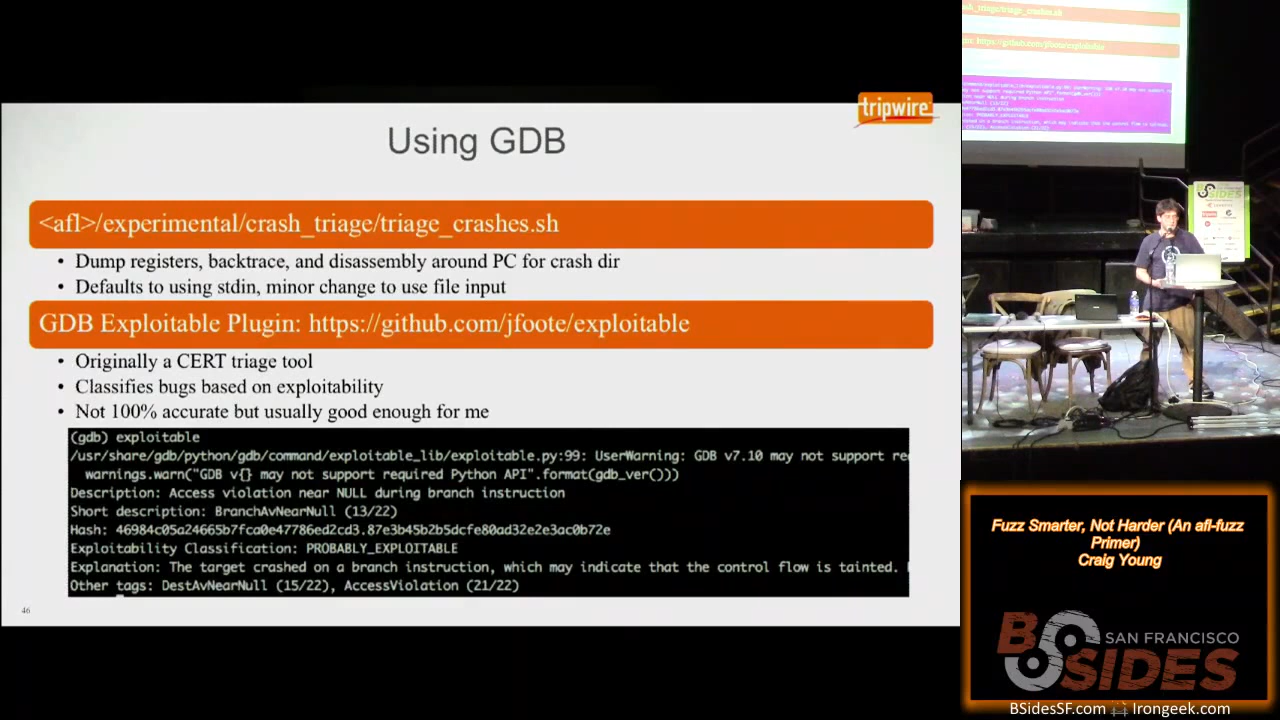 tripwire
Using GDB
<afl>/experimental/crash_triage/triage_crashes.sh
• Dump registers, backtrace, and disassembly around PC for crash dir
• Defaults to using stdin, minor change to use file input
GDB Exploitable Plugin: https://github.com/jfoote/exploitable
• Originally a CERT triage tool
• Classifies bugs based on exploitability
• Not 100% accurate but usually good enough for me
(gdb) exploitable
/usr/share/gdb/python/gdb/command/exploitable_lib/exploitable.py:99: UserWarning: GDB v7.10 may not support re
warnings.warn("GDB v{} may not support required Python API".format(gdb_ver()))
Description: Access violation near NULL during branch instruction
Short description: BranchAvNearNull (13/22)
Hash: 46984c05a24665b7fca0e47786ed2cd3.87e3b45b2b5dcfe80ad32e2e3ac0b72e
Exploitability Classification: PROBABLY_EXPLOITABLE
Explanation: The target crashed on a branch instruction, which may indicate that the control flow is tainted.
Other tags: DestAvNearNull (15/22), AccessViolation (21/22)
46
https://github.com/jfoote/exploitable
BSIDES
Fuzz Smarter, Not Harder (An afl-fuzz
Primer)
Craig Young
BSIDES
SAN FRANCISCO
BSidesSF.com Irongeek.com